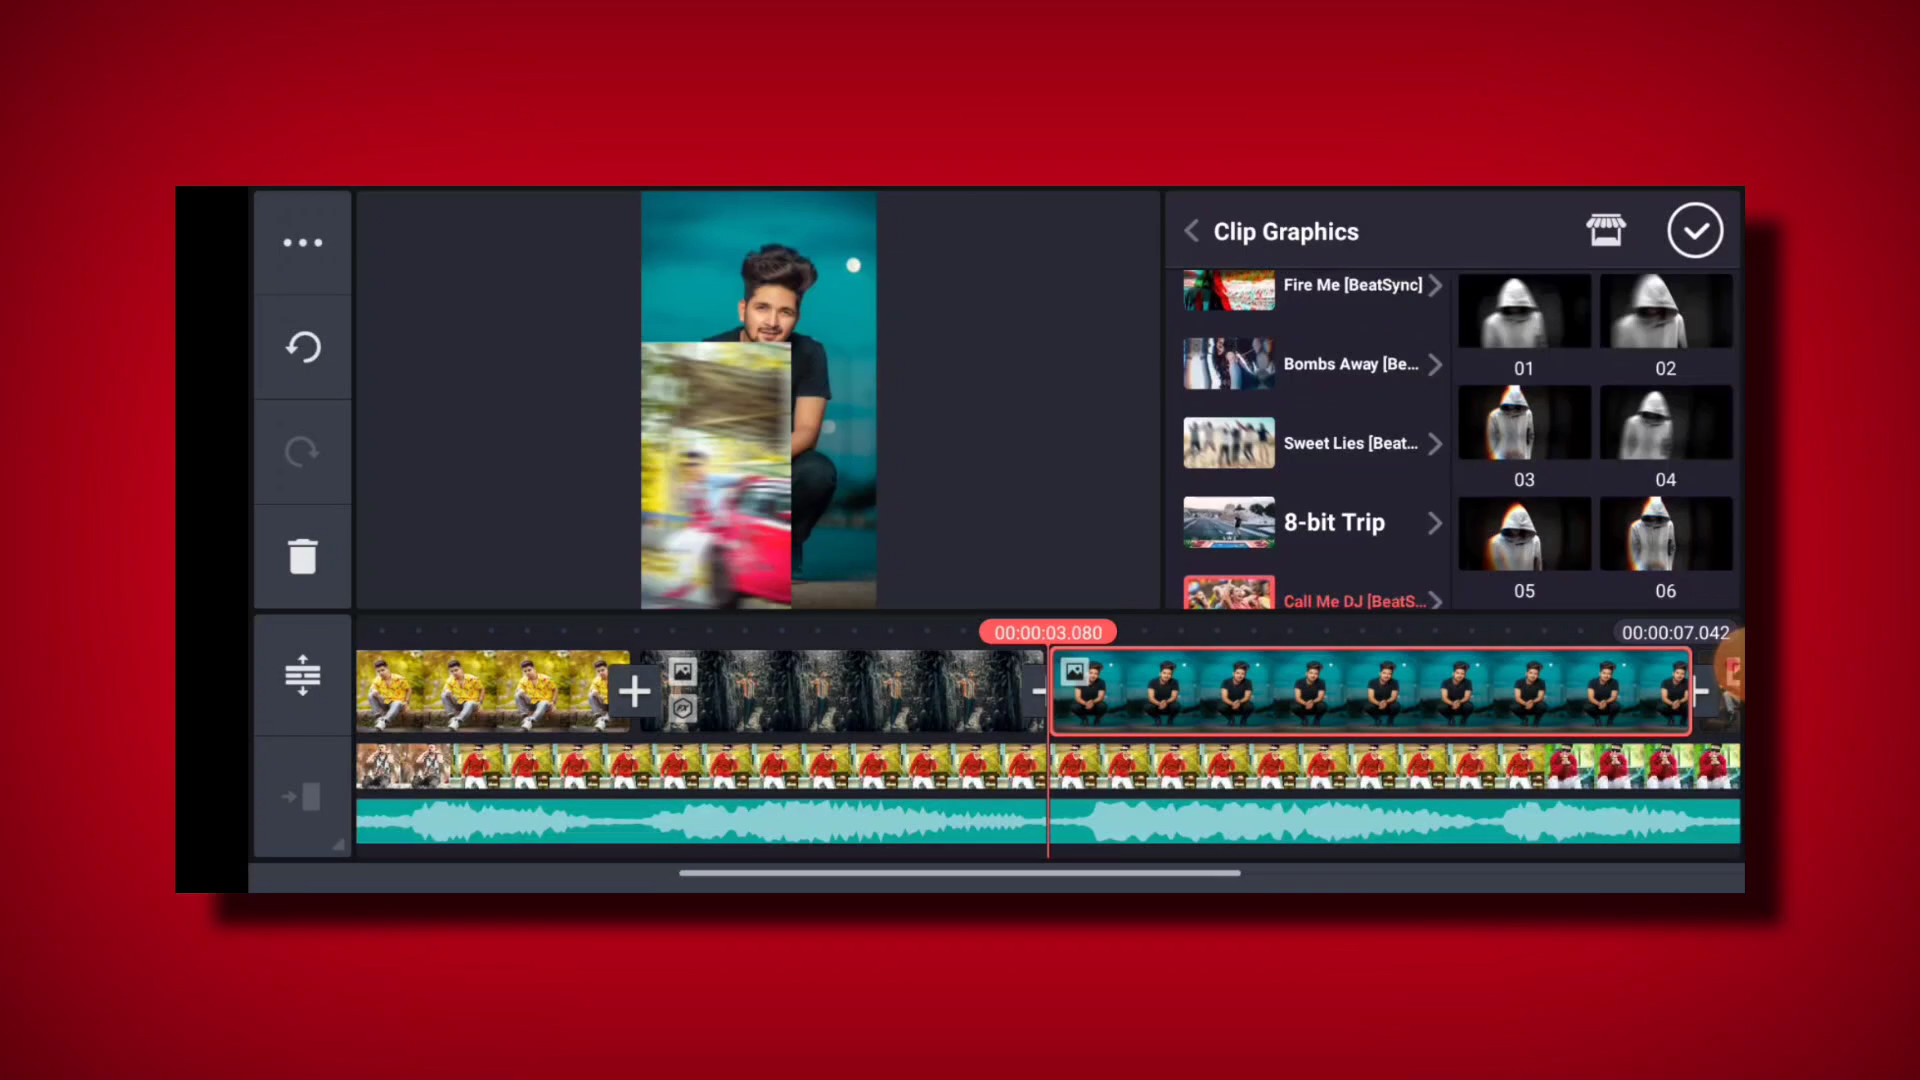 Clip Graphics
Fire Me [BeatSync]
Bombs Away [Be...
Sweet Lies [Beat...
8-bit Trip
Call Me DJ [BeatS...
01
02
03
04
05
06
00:00:03.080
00:00:07.042